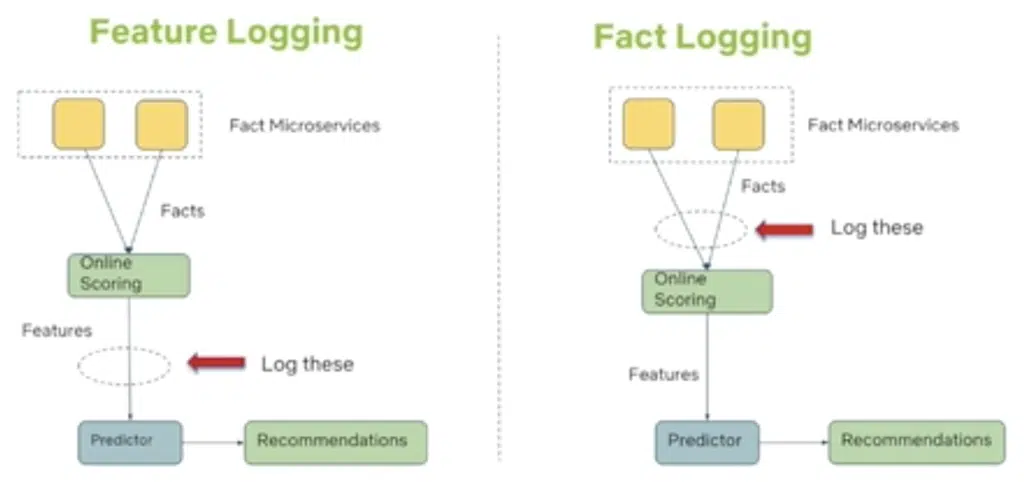 Feature Logging
Fact Microservices
Facts
Online
Scoring
Features
Log these
Predictor
Recommendations
Fact Logging
Fact Microservices
Facts
Log these
Online
Scoring
Features
Predictor
Recommendations